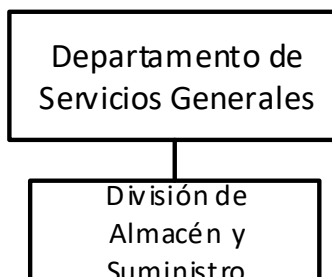 Departamento de
Servicios Generales
División de
Almacén y
Suministro